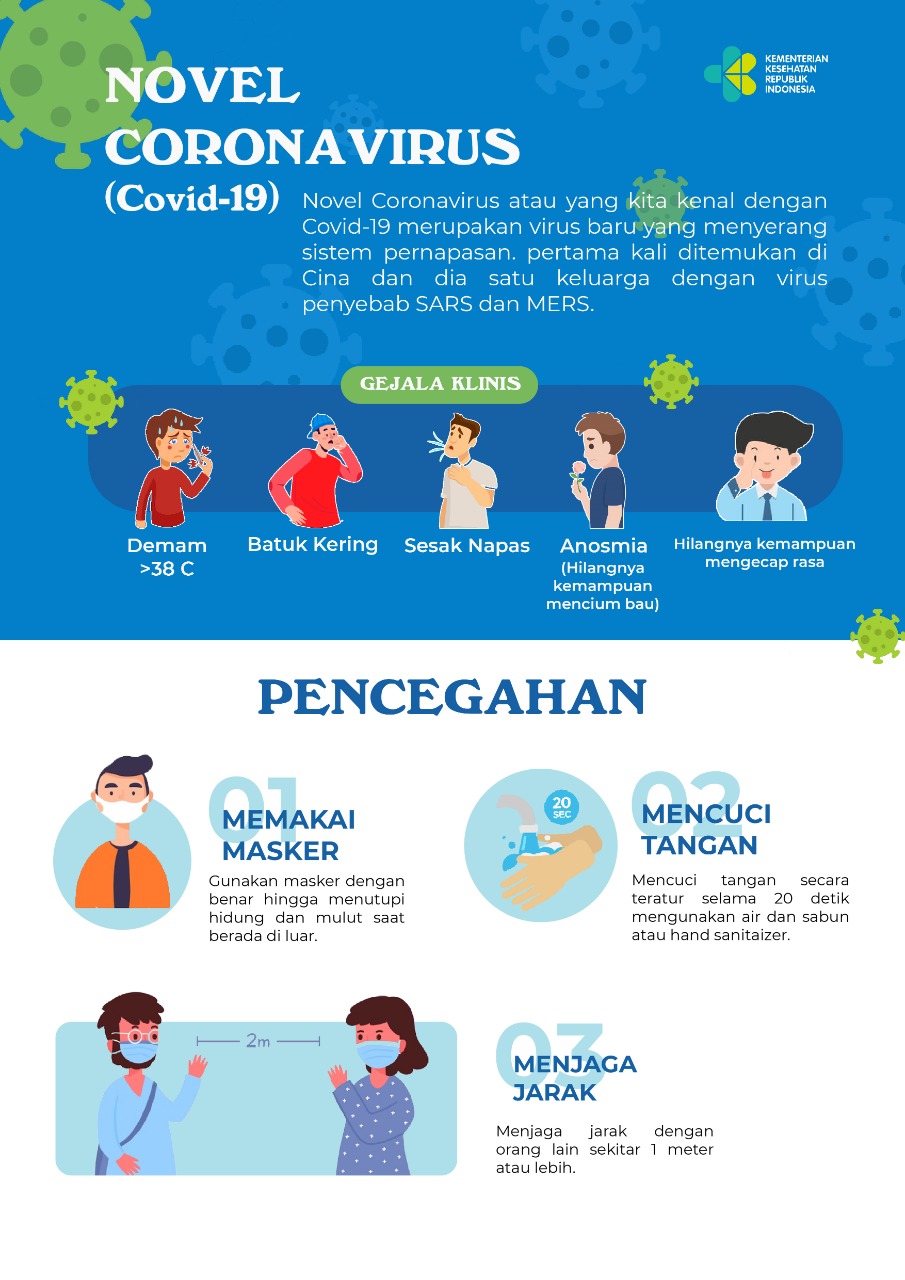 KEMENTERIAN
KESEHATAN
REPUBLIK
INDONESIA
NOVEL
CORONAVIRUS
(Covid-19)
Novel Coronavirus atau yang kita kenal dengan
Covid-19 merupakan virus baru yang menyerang
sistem pernapasan. pertama kali ditemukan di
Cina dan dia satu keluarga dengan virus
penyebab SARS dan MERS.
GEJALA KLINIS
Demam
>38 C
Batuk Kering
Sesak Napas
Anosmia
(Hilangnya
kemampuan
mencium bau)
Hilangnya kemampuan
mengecap rasa
PENCEGAHAN
01
MEMAKAI
MASKER
Gunakan masker dengan
benar hingga menutupi
hidung dan mulut saat
berada di luar.
20
SEC
02
MENCUCI
TANGAN
Mencuci tangan secara
teratur selama 20 detik
mengunakan air dan sabun
atau hand sanitaizer.
2m
03
MENJAGA
JARAK
Menjaga jarak dengan
orang lain sekitar 1 meter
atau lebih.